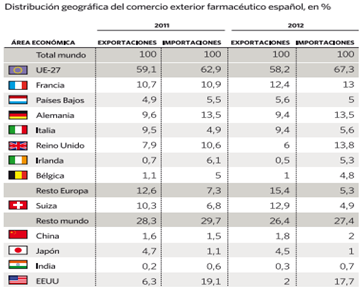 Distribución geográfica del comercio exterior farmacéutico español, en %
2011 2012
ÁREA ECONÓMICA EXPORTACIONES IMPORTACIONES EXPORTACIONES IMPORTACIONES
Total mundo 100 100 100 100
UE-27 59,1 62,9 58,2 67,3
Francia 10,7 10,9 12,4 13
Países Bajos 4,9 5,5 5,6 5
Alemania 9,6 13,5 9,4 13,5
Italia 9,5 4,9 9,4 5,6
Reino Unido 7,9 10,6 6 13,8
Irlanda 0,7 6,1 0,5 5,3
Bélgica 1,1 5 1 4,8
Resto Europa 12,6 7,3 15,4 5,3
Suiza 10,3 6,8 12,9 4,9
Resto mundo 28,3 29,7 26,4 27,4
China 1,6 1,5 1,8 2
Japón 4,7 1,1 4,5 1
India 0,2 0,6 0,3 0,7
EEUU 6,3 19,1 2 17,7